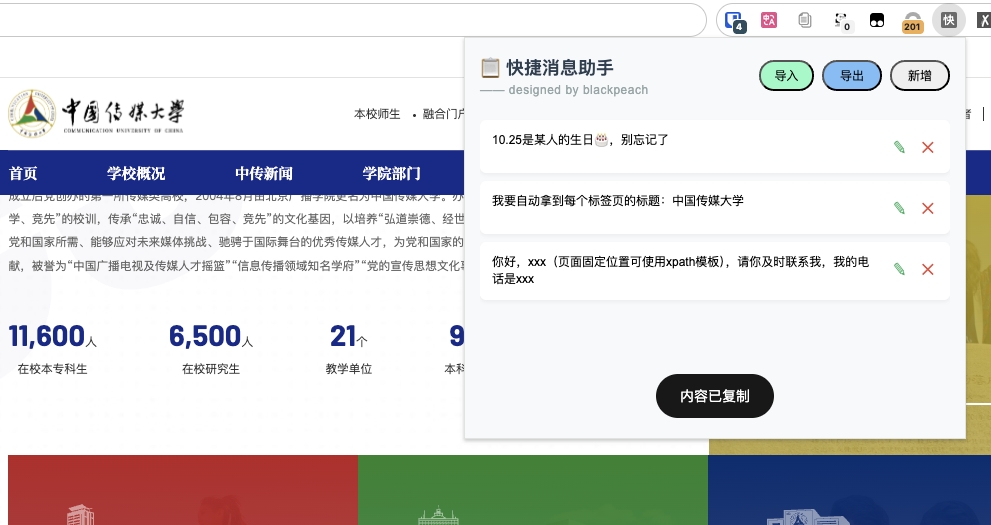 4
中A
0
201
快
X
📋 快捷消息助手
—— designed by blackpeach
导入
导出
新增
10.25是某人的生日🎂，别忘记了
我要自动拿到每个标签页的标题：中国传媒大学
你好，xxx（页面固定位置可使用xpath模板），请你及时联系我，我的电
话是xxx
内容已复制
中国传媒大学
COMMUNICATION UNIVERSITY OF CHINA
本校师生 • 融合门户
者
首页 学校概况 中传新闻 学院部门
成立后党创办的第一所传媒类高校，2004年8月由北京广播学院更名为中国传媒大学。
学、竞先”的校训，传承“忠诚、自信、包容、竞先”的文化基因，以培养“弘道崇德、经世
党和国家所需、能够应对未来媒体挑战、驰骋于国际舞台的优秀传媒人才，为党和国家的
献，被誉为“中国广播电视及传媒人才摇篮”“信息传播领域知名学府”“党的宣传思想文化
11,600人 6,500人 21个 9
在校本专科生 在校研究生 教学单位 本科